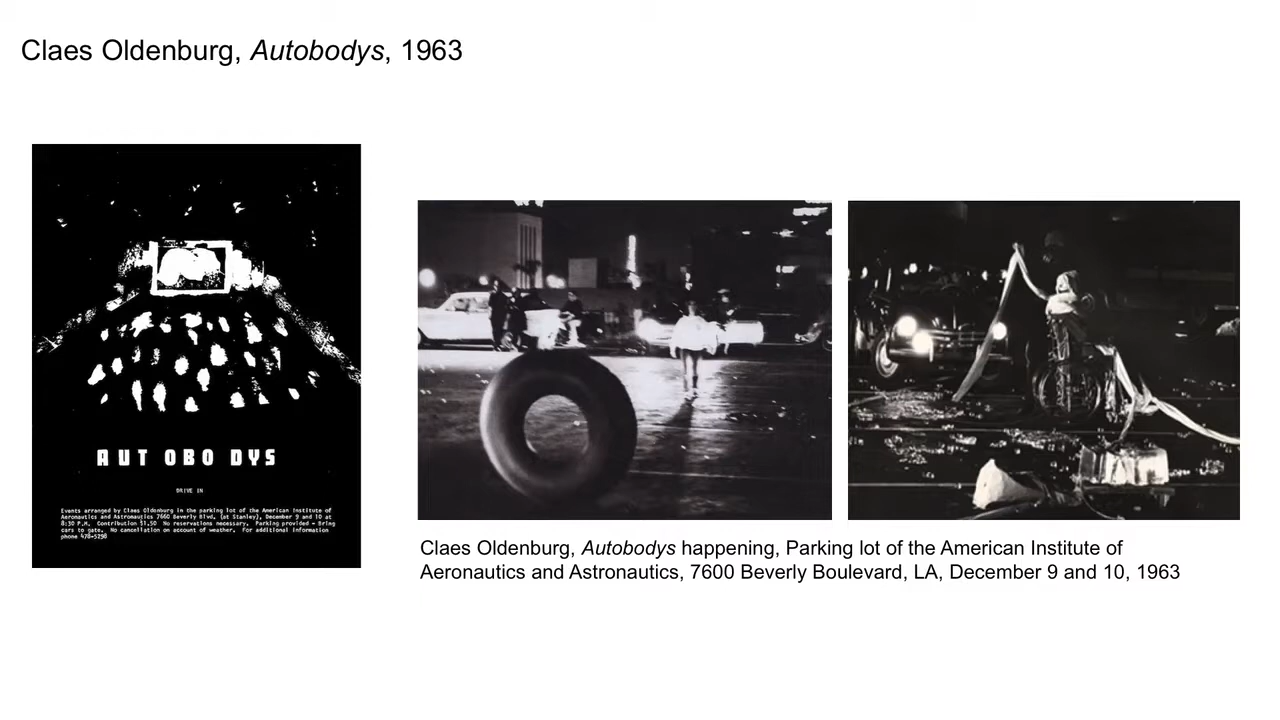 Claes Oldenburg, Autobodys, 1963
AUT OBO DYS
DRIVE IN
Events arranged by Claes Oldenburg in the parking lot of the American Institute of
Aeronautics and Astronautics 7660 Beverly Blvd. (at Stanley), December 9 and 10 at
8:30 P.M. Contribution $1.50 No reservations necessary. Parking provided - Bring
cars to gate. No cancellation on account of weather. For additional information
phone 478-5298
Claes Oldenburg, Autobodys happening, Parking lot of the American Institute of
Aeronautics and Astronautics, 7600 Beverly Boulevard, LA, December 9 and 10, 1963